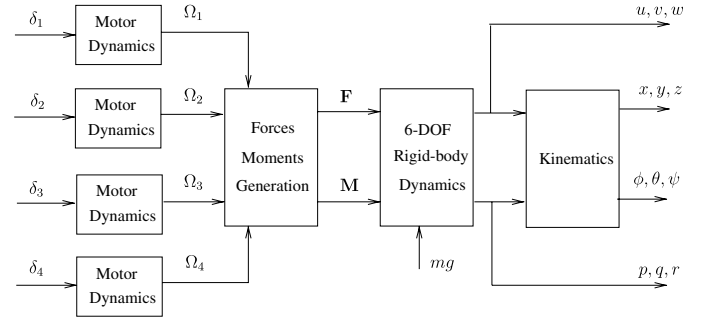 δ1
Motor
Dynamics
Ω1
u, v, w
δ2
Motor
Dynamics
Ω2
Forces
Moments
Generation
F
6-DOF
Rigid-body
Dynamics
Kinematics
x, y, z
δ3
Motor
Dynamics
Ω3
M
ϕ, θ, ψ
δ4
Motor
Dynamics
Ω4
mg
p, q, r